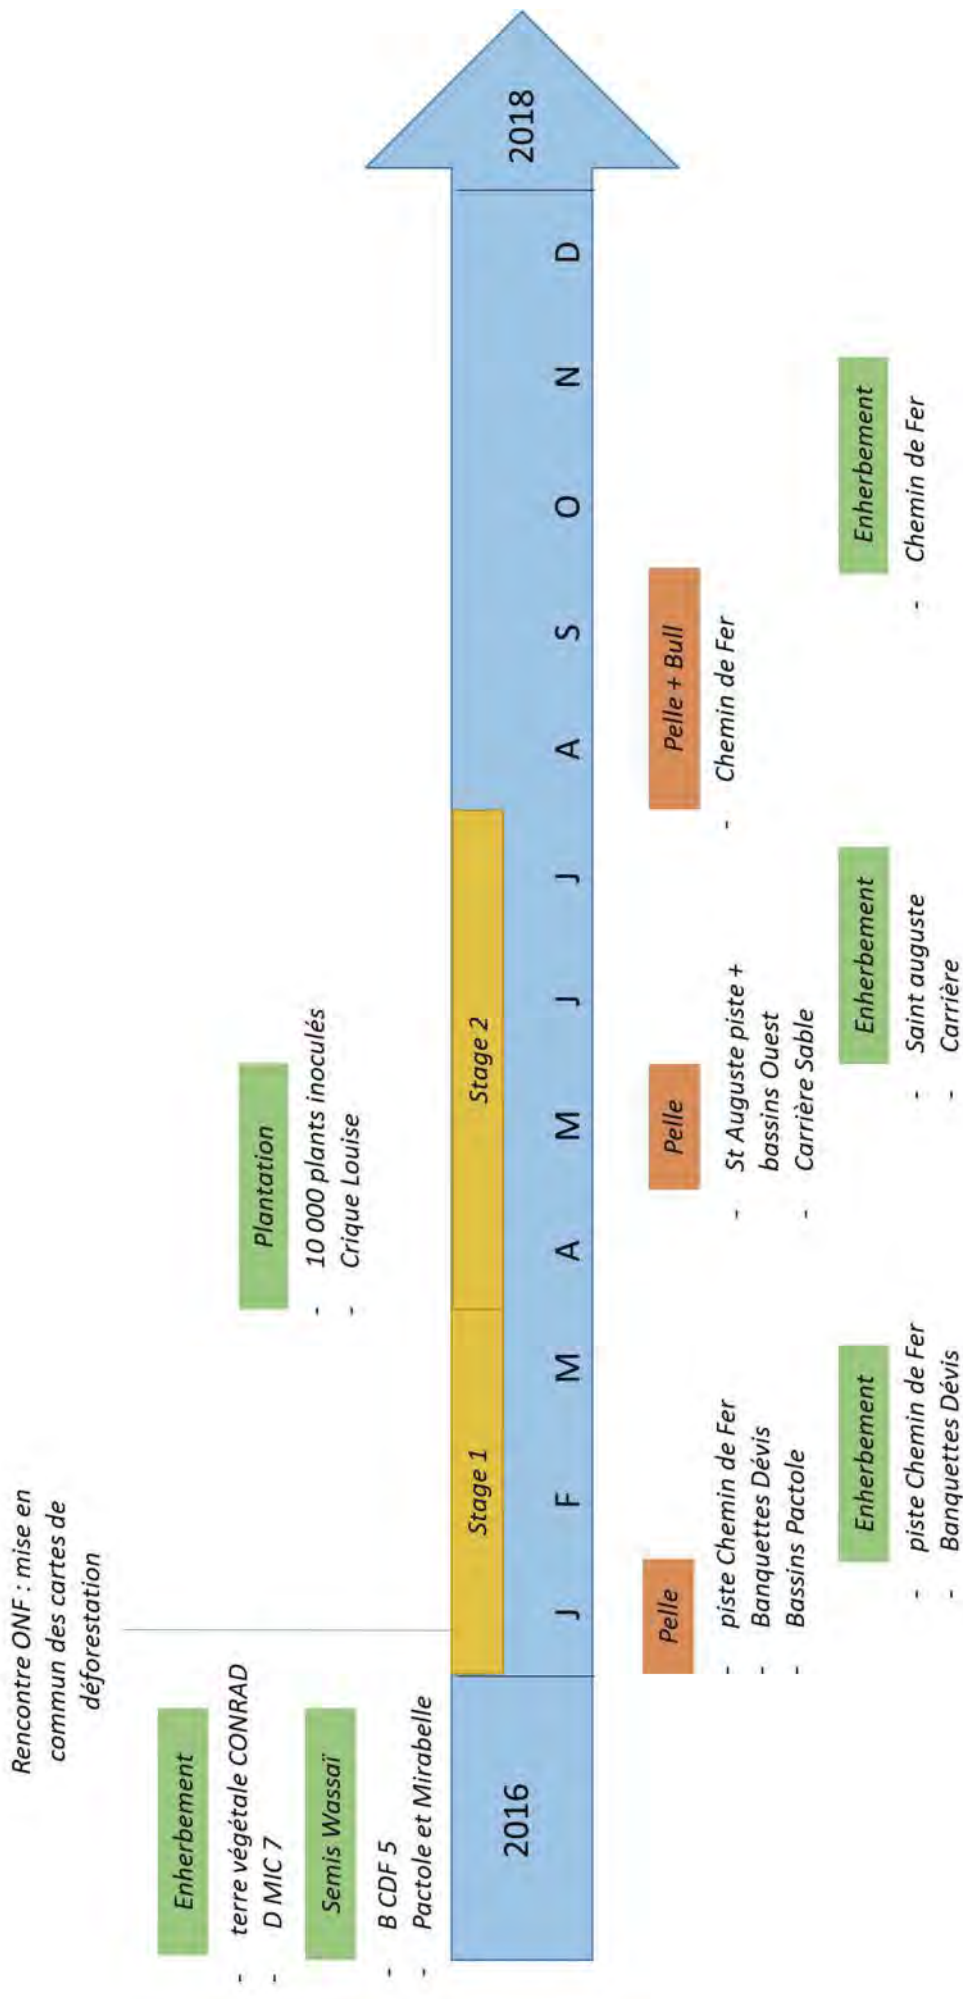 Rencontre ONF : mise en
commun des cartes de
déforestation
Enherbement
- terre végétale CONRAD
- D MIC 7
Semis Wassaï
- B CDF 5
- Pactole et Mirabelle
Plantation
- 10 000 plants inoculés
- Crique Louise
2016
Stage 1
Stage 2
J F M A M J J A S O N D
2018
Pelle
- piste Chemin de Fer
- Banquettes Dévis
- Bassins Pactole
Pelle
- St Auguste piste +
bassins Ouest
- Carrière Sable
Pelle + Bull
- Chemin de Fer
Enherbement
- piste Chemin de Fer
- Banquettes Dévis
Enherbement
- Saint auguste
- Carrière
Enherbement
- Chemin de Fer